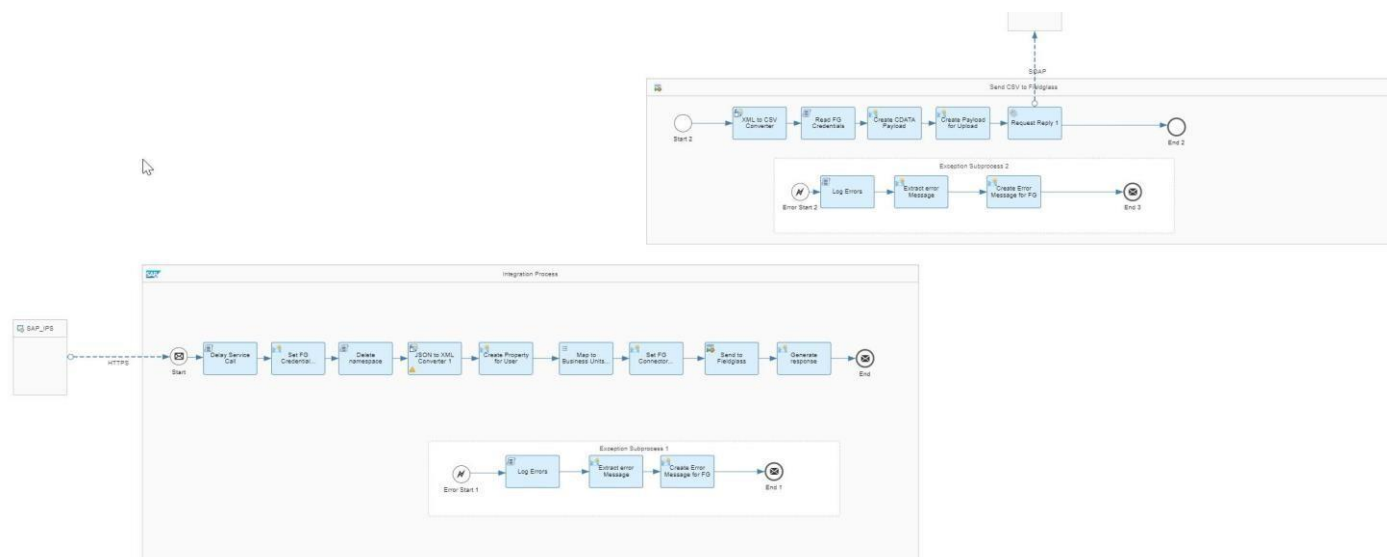 SOAP
Send CSV to Fieldglass
XML to CSV
Converter
Read FG
Credentials
Create CDATA
Payload
Create Payload
for Upload
Request Reply 1
Start 2
End 2
Exception Subprocess 2
Log Errors
Extract error
Message
Create Error
Message for FG
Error Start 2
End 3
SAP
Integration Process
SAP_IPS
HTTPS
Start
Delay Service
Call
Set FG
Credential...
Delete
namespace
JSON to XML
Converter 1
Create Property
for User
Map to
Business Units...
Set FG
Connector...
Send to
Fieldglass
Generate
response
End
Exception Subprocess 1
Log Errors
Extract error
Message
Create Error
Message for FG
Error Start 1
End 1